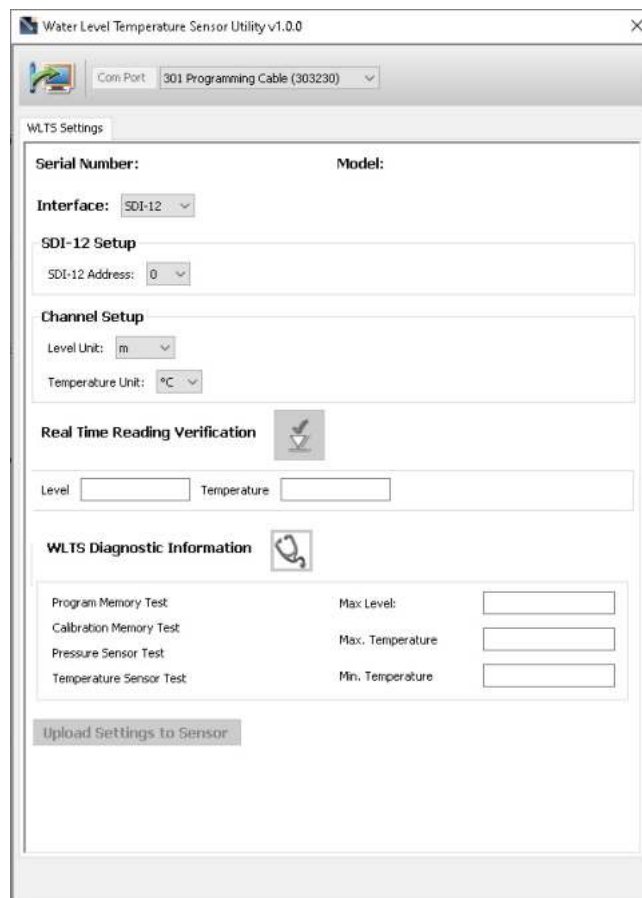 Water Level Temperature Sensor Utility v1.0.0
Com Port 301 Programming Cable (303230)
WLTS Settings
Serial Number: Model:
Interface: SDI-12
SDI-12 Setup
SDI-12 Address: 0
Channel Setup
Level Unit: m
Temperature Unit: °C
Real Time Reading Verification
Level Temperature
WLTS Diagnostic Information
Program Memory Test Max Level:
Calibration Memory Test
Max. Temperature
Pressure Sensor Test
Temperature Sensor Test Min. Temperature
Upload Settings to Sensor